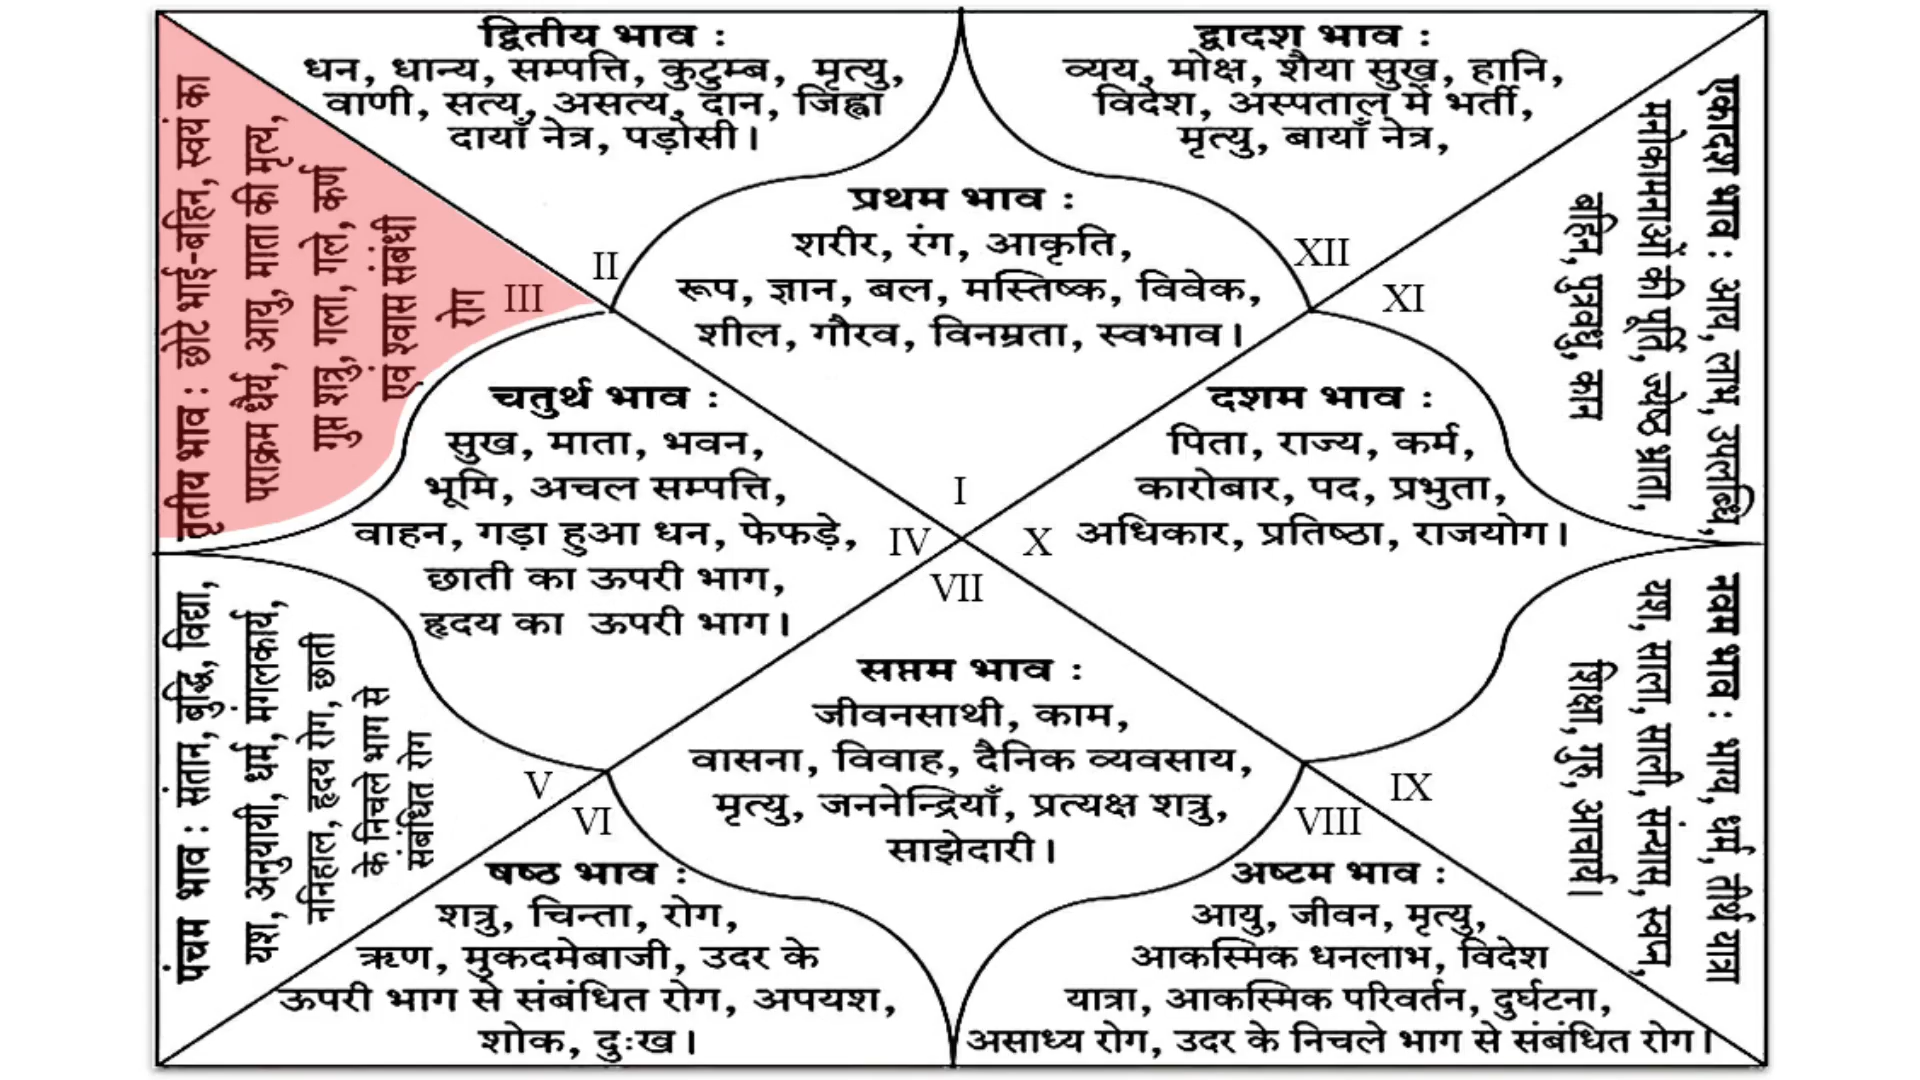 द्वितीय भाव :
धन, धान्य, सम्पत्ति, कुटुम्ब, मृत्यु,
वाणी, सत्य, असत्य, दान, जिह्वा
दायाँ नेत्र, पड़ोसी।
II
द्वादश भाव :
व्यय, मोक्ष, शैया सुख, हानि,
विदेश, अस्पताल में भर्ती,
मृत्यु, बायाँ नेत्र,
XII
प्रथम भाव :
शरीर, रंग, आकृति,
रूप, ज्ञान, बल, मस्तिष्क, विवेक,
शील, गौरव, विनम्रता, स्वभाव।
I
तृतीय भाव : छोटे भाई-बहिन, स्वयं का
पराक्रम धैर्य, आयु, माता की मृत्य,
गुप्त शत्रु, गला, गले, कर्ण
एवं श्वास संबंधी
रोग
III
एकादश भाव : आय, लाभ, उपलब्धि,
मनोकामनाओं की पूर्ति, ज्येष्ठ भ्राता,
बहिन, पुत्रवधु, कान
XI
चतुर्थ भाव :
सुख, माता, भवन,
भूमि, अचल सम्पत्ति,
वाहन, गड़ा हुआ धन, फेफड़े,
छाती का ऊपरी भाग,
हृदय का ऊपरी भाग।
IV
दशम भाव :
पिता, राज्य, कर्म,
कारोबार, पद, प्रभुता,
अधिकार, प्रतिष्ठा, राजयोग।
X
VII
सप्तम भाव :
जीवनसाथी, काम,
वासना, विवाह, दैनिक व्यवसाय,
मृत्यु, जननेन्द्रियाँ, प्रत्यक्ष शत्रु,
साझेदारी।
पंचम भाव : संतान, बुद्धि, विद्या,
यश, अनुयायी, धर्म, मंगलकार्य,
ननिहाल, हृदय रोग, छाती
के निचले भाग से
संबंधित रोग
V
नवम भाव : भाग्य, धर्म, तीर्थ यात्रा
यश, साला, साली, संन्यास, स्वप्न,
शिक्षा, गुरु, आचार्य।
IX
VI
षष्ठ भाव :
शत्रु, चिन्ता, रोग,
ऋण, मुकदमेबाजी, उदर के
ऊपरी भाग से संबंधित रोग, अपयश,
शोक, दुःख।
VIII
अष्टम भाव :
आयु, जीवन, मृत्यु,
आकस्मिक धनलाभ, विदेश
यात्रा, आकस्मिक परिवर्तन, दुर्घटना,
असाध्य रोग, उदर के निचले भाग से संबंधित रोग।